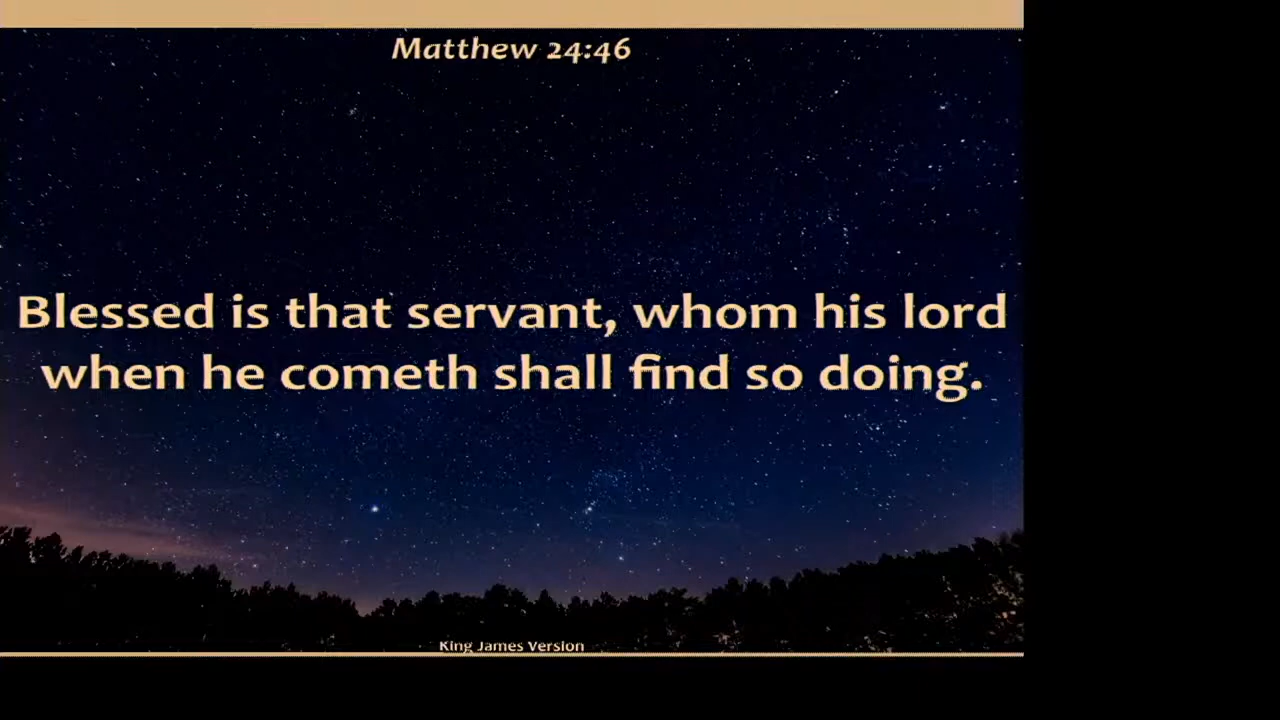 Matthew 24:46
Blessed is that servant, whom his lord
when he cometh shall find so doing.
King James Version